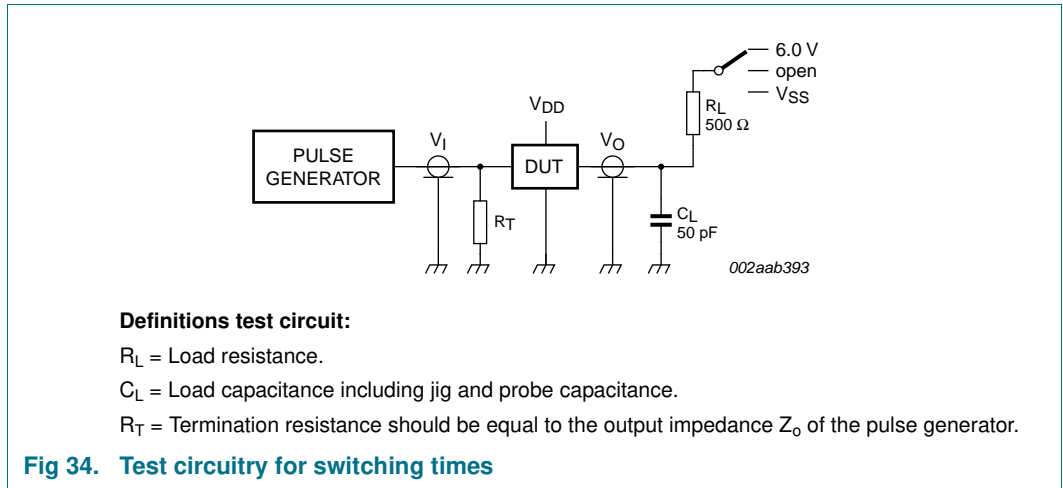 6.0 V
open
VSS
RL
500 Ω
VDD
VI
VO
PULSE
GENERATOR
DUT
RT
CL
50 pF
002aab393
Definitions test circuit:
RL = Load resistance.
CL = Load capacitance including jig and probe capacitance.
RT = Termination resistance should be equal to the output impedance Zo of the pulse generator.
Fig 34. Test circuitry for switching times